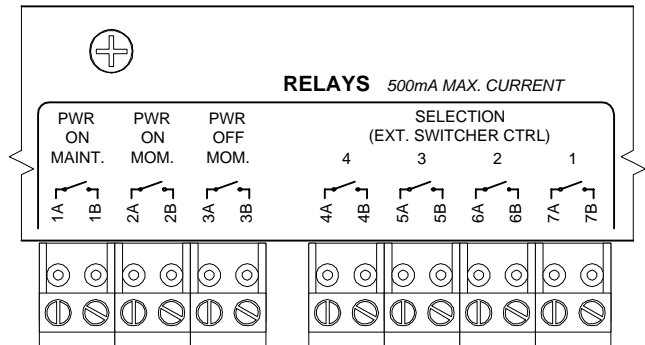 RELAYS 500mA MAX. CURRENT
PWR ON MAINT.
PWR ON MOM.
PWR OFF MOM.
SELECTION
(EXT. SWITCHER CTRL)
4 3 2 1
1A 1B 2A 2B 3A 3B 4A 4B 5A 5B 6A 6B 7A 7B